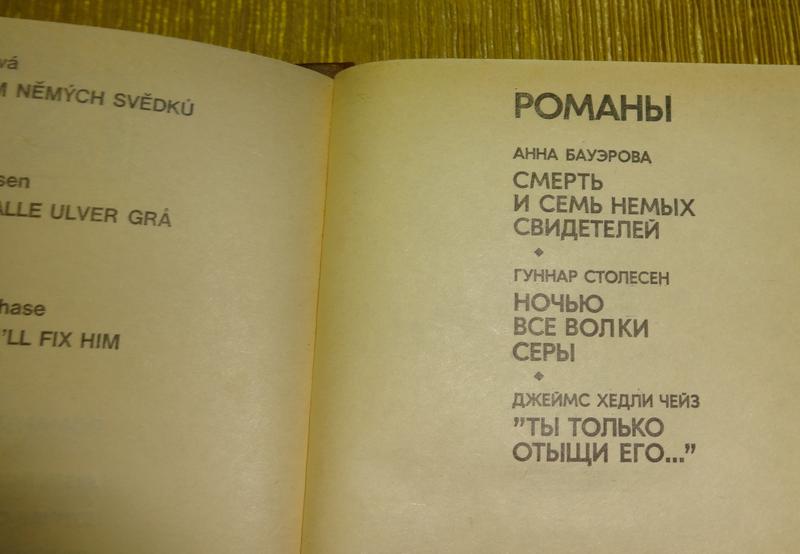 vá
M NĚMÝCH SVĚDKŮ
sen
ALLE ULVER GRÅ
hase
'LL FIX HIM
РОМАНЫ
АННА БАУЭРОВА
СМЕРТЬ
И СЕМЬ НЕМЫХ
СВИДЕТЕЛЕЙ
ГУННАР СТОЛЕСЕН
НОЧЬЮ
ВСЕ ВОЛКИ
СЕРЫ
ДЖЕЙМС ХЕДЛИ ЧЕЙЗ
"ТЫ ТОЛЬКО
ОТЫЩИ ЕГО..."